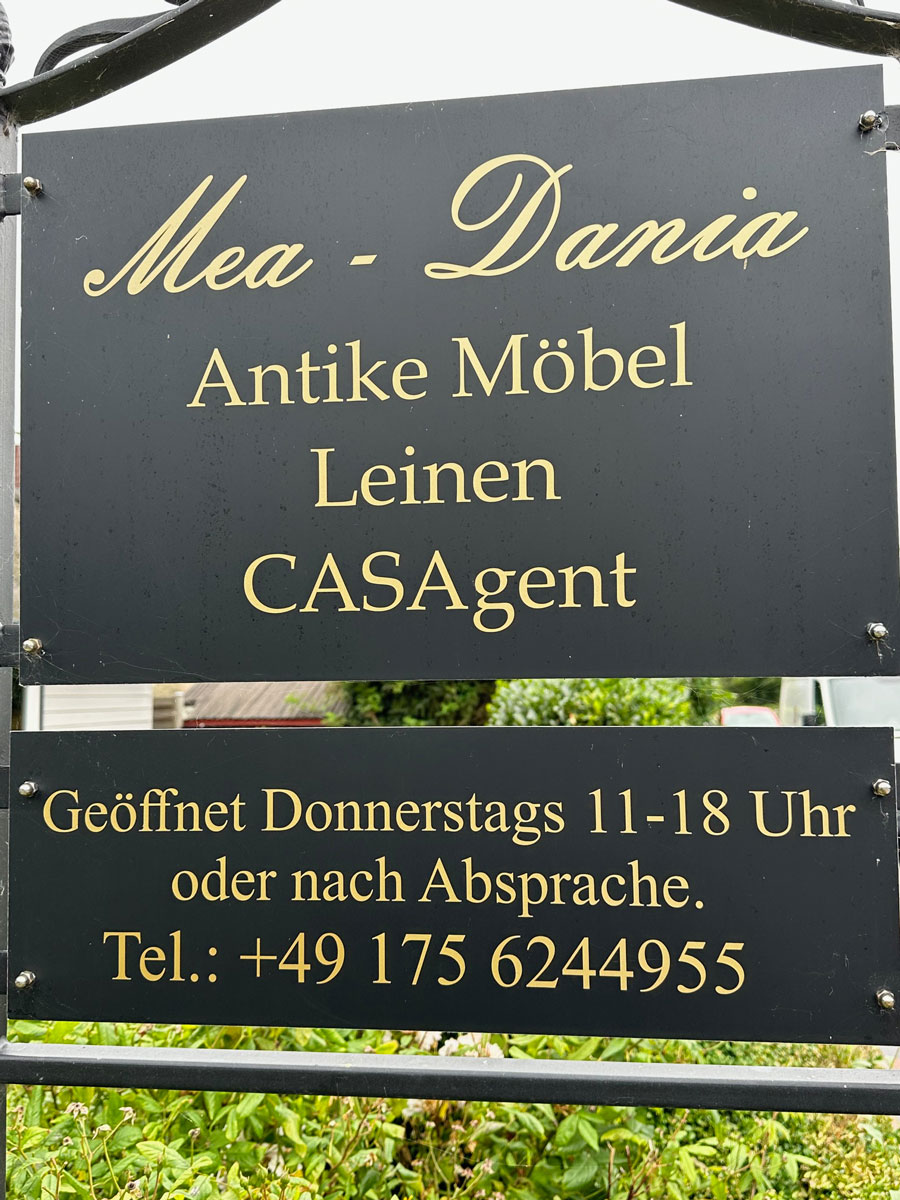 Mea - Dania
Antike Möbel
Leinen
CASAgent
Geöffnet Donnerstags 11-18 Uhr
oder nach Absprache.
Tel.: +49 175 6244955